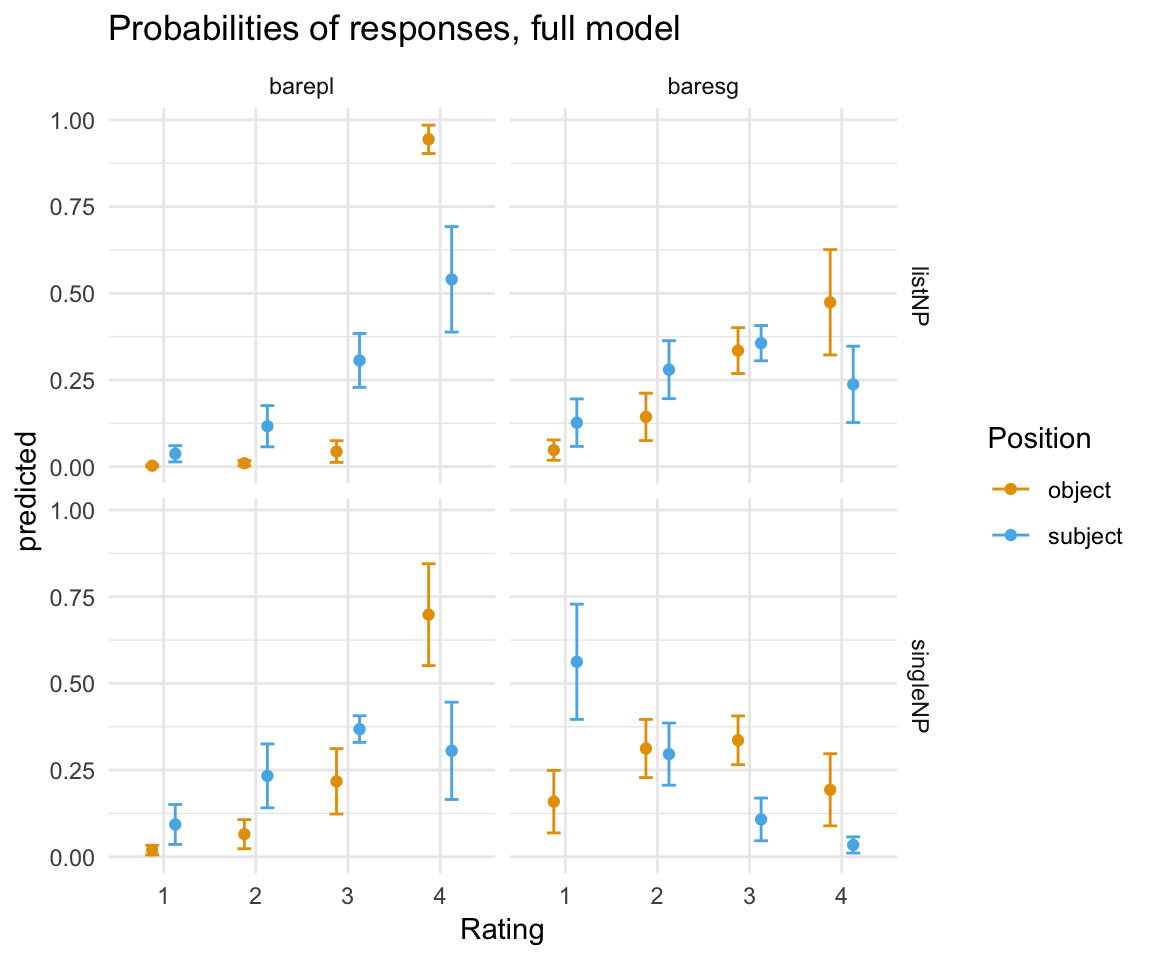 Probabilities of responses, full model
barepl baresg
1.00
0.75
0.50
0.25
0.00
listNP
1.00
0.75
0.50
0.25
0.00
singleNP
predicted
1 2 3 4 1 2 3 4
Rating
Position
object
subject